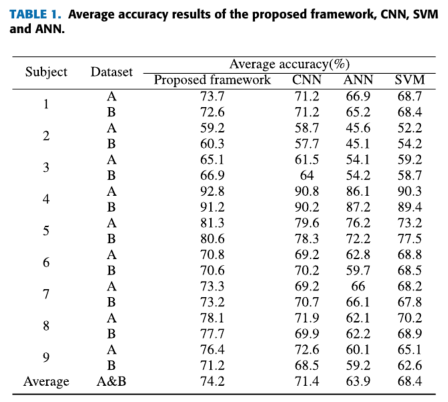 TABLE 1. Average accuracy results of the proposed framework, CNN, SVM
and ANN.
Subject Dataset Average accuracy(%)
Proposed framework CNN ANN SVM
1 A 73.7 71.2 66.9 68.7
B 72.6 71.2 65.2 68.4
2 A 59.2 58.7 45.6 52.2
B 60.3 57.7 45.1 54.2
3 A 65.1 61.5 54.1 59.2
B 66.9 64 54.2 58.7
4 A 92.8 90.8 86.1 90.3
B 91.2 90.2 87.2 89.4
5 A 81.3 79.6 76.2 73.2
B 80.6 78.3 72.2 77.5
6 A 70.8 69.2 62.8 68.8
B 70.6 70.2 59.7 68.5
7 A 73.3 69.2 66 68.2
B 73.2 70.7 66.1 67.8
8 A 78.1 71.9 62.1 70.2
B 77.7 69.9 62.2 68.9
9 A 76.4 72.6 60.1 65.1
B 71.2 68.5 59.2 62.6
Average A&B 74.2 71.4 63.9 68.4